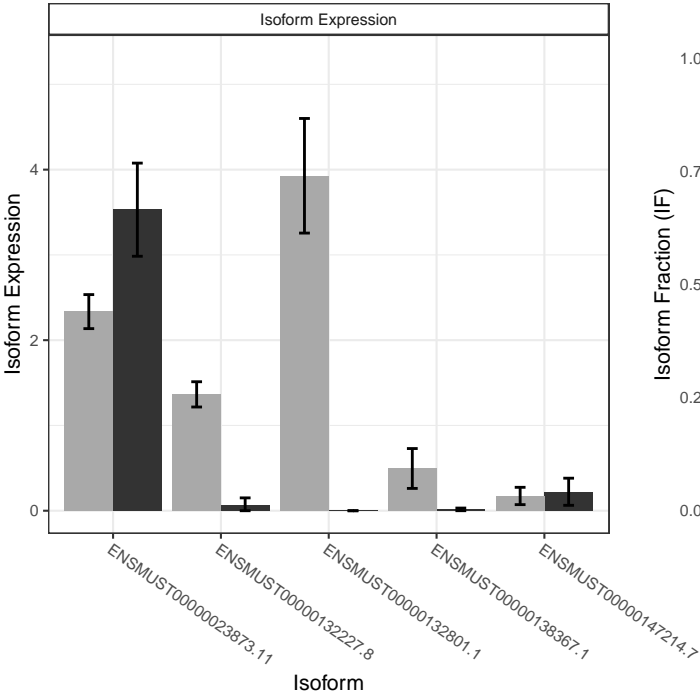 Isoform Expression
Isoform Expression
4
2
0
ENSMUST00000023873.11
ENSMUST00000132227.8
ENSMUST00000132801.1
ENSMUST00000138367.1
ENSMUST00000147214.7
Isoform
Isoform Fraction (IF)
1.0
0.7
0.5
0.2
0.0